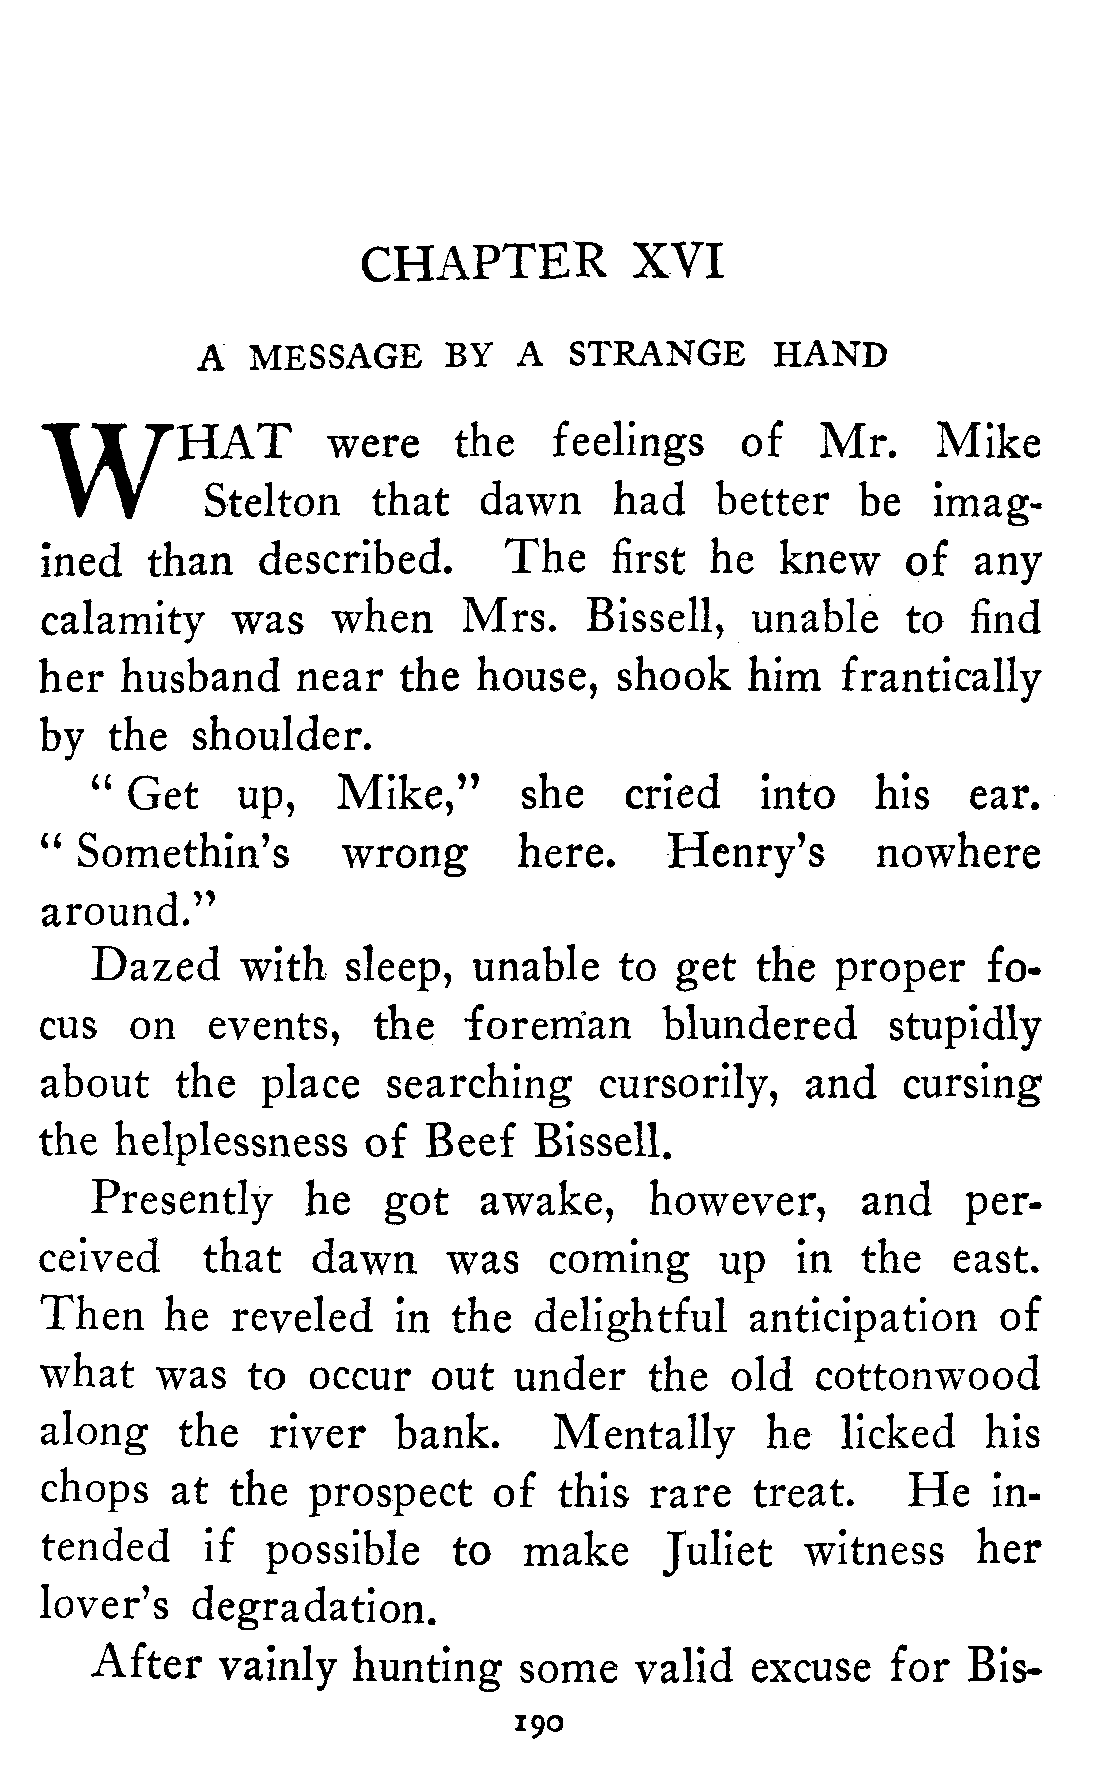 CHAPTER XVI
A MESSAGE BY A STRANGE HAND
WHAT were the feelings of Mr. Mike
Stelton that dawn had better be imag-
ined than described. The first he knew of any
calamity was when Mrs. Bissell, unable to find
her husband near the house, shook him frantically
by the shoulder.
" Get up, Mike," she cried into his ear.
" Somethin's wrong here. Henry's nowhere
around."
Dazed with sleep, unable to get the proper fo-
cus on events, the foreman blundered stupidly
about the place searching cursorily, and cursing
the helplessness of Beef Bissell.
Presently he got awake, however, and per-
ceived that dawn was coming up in the east.
Then he reveled in the delightful anticipation of
what was to occur out under the old cottonwood
along the river bank. Mentally he licked his
chops at the prospect of this rare treat. He in-
tended if possible to make Juliet witness her
lover's degradation.
After vainly hunting some valid excuse for Bis-
190